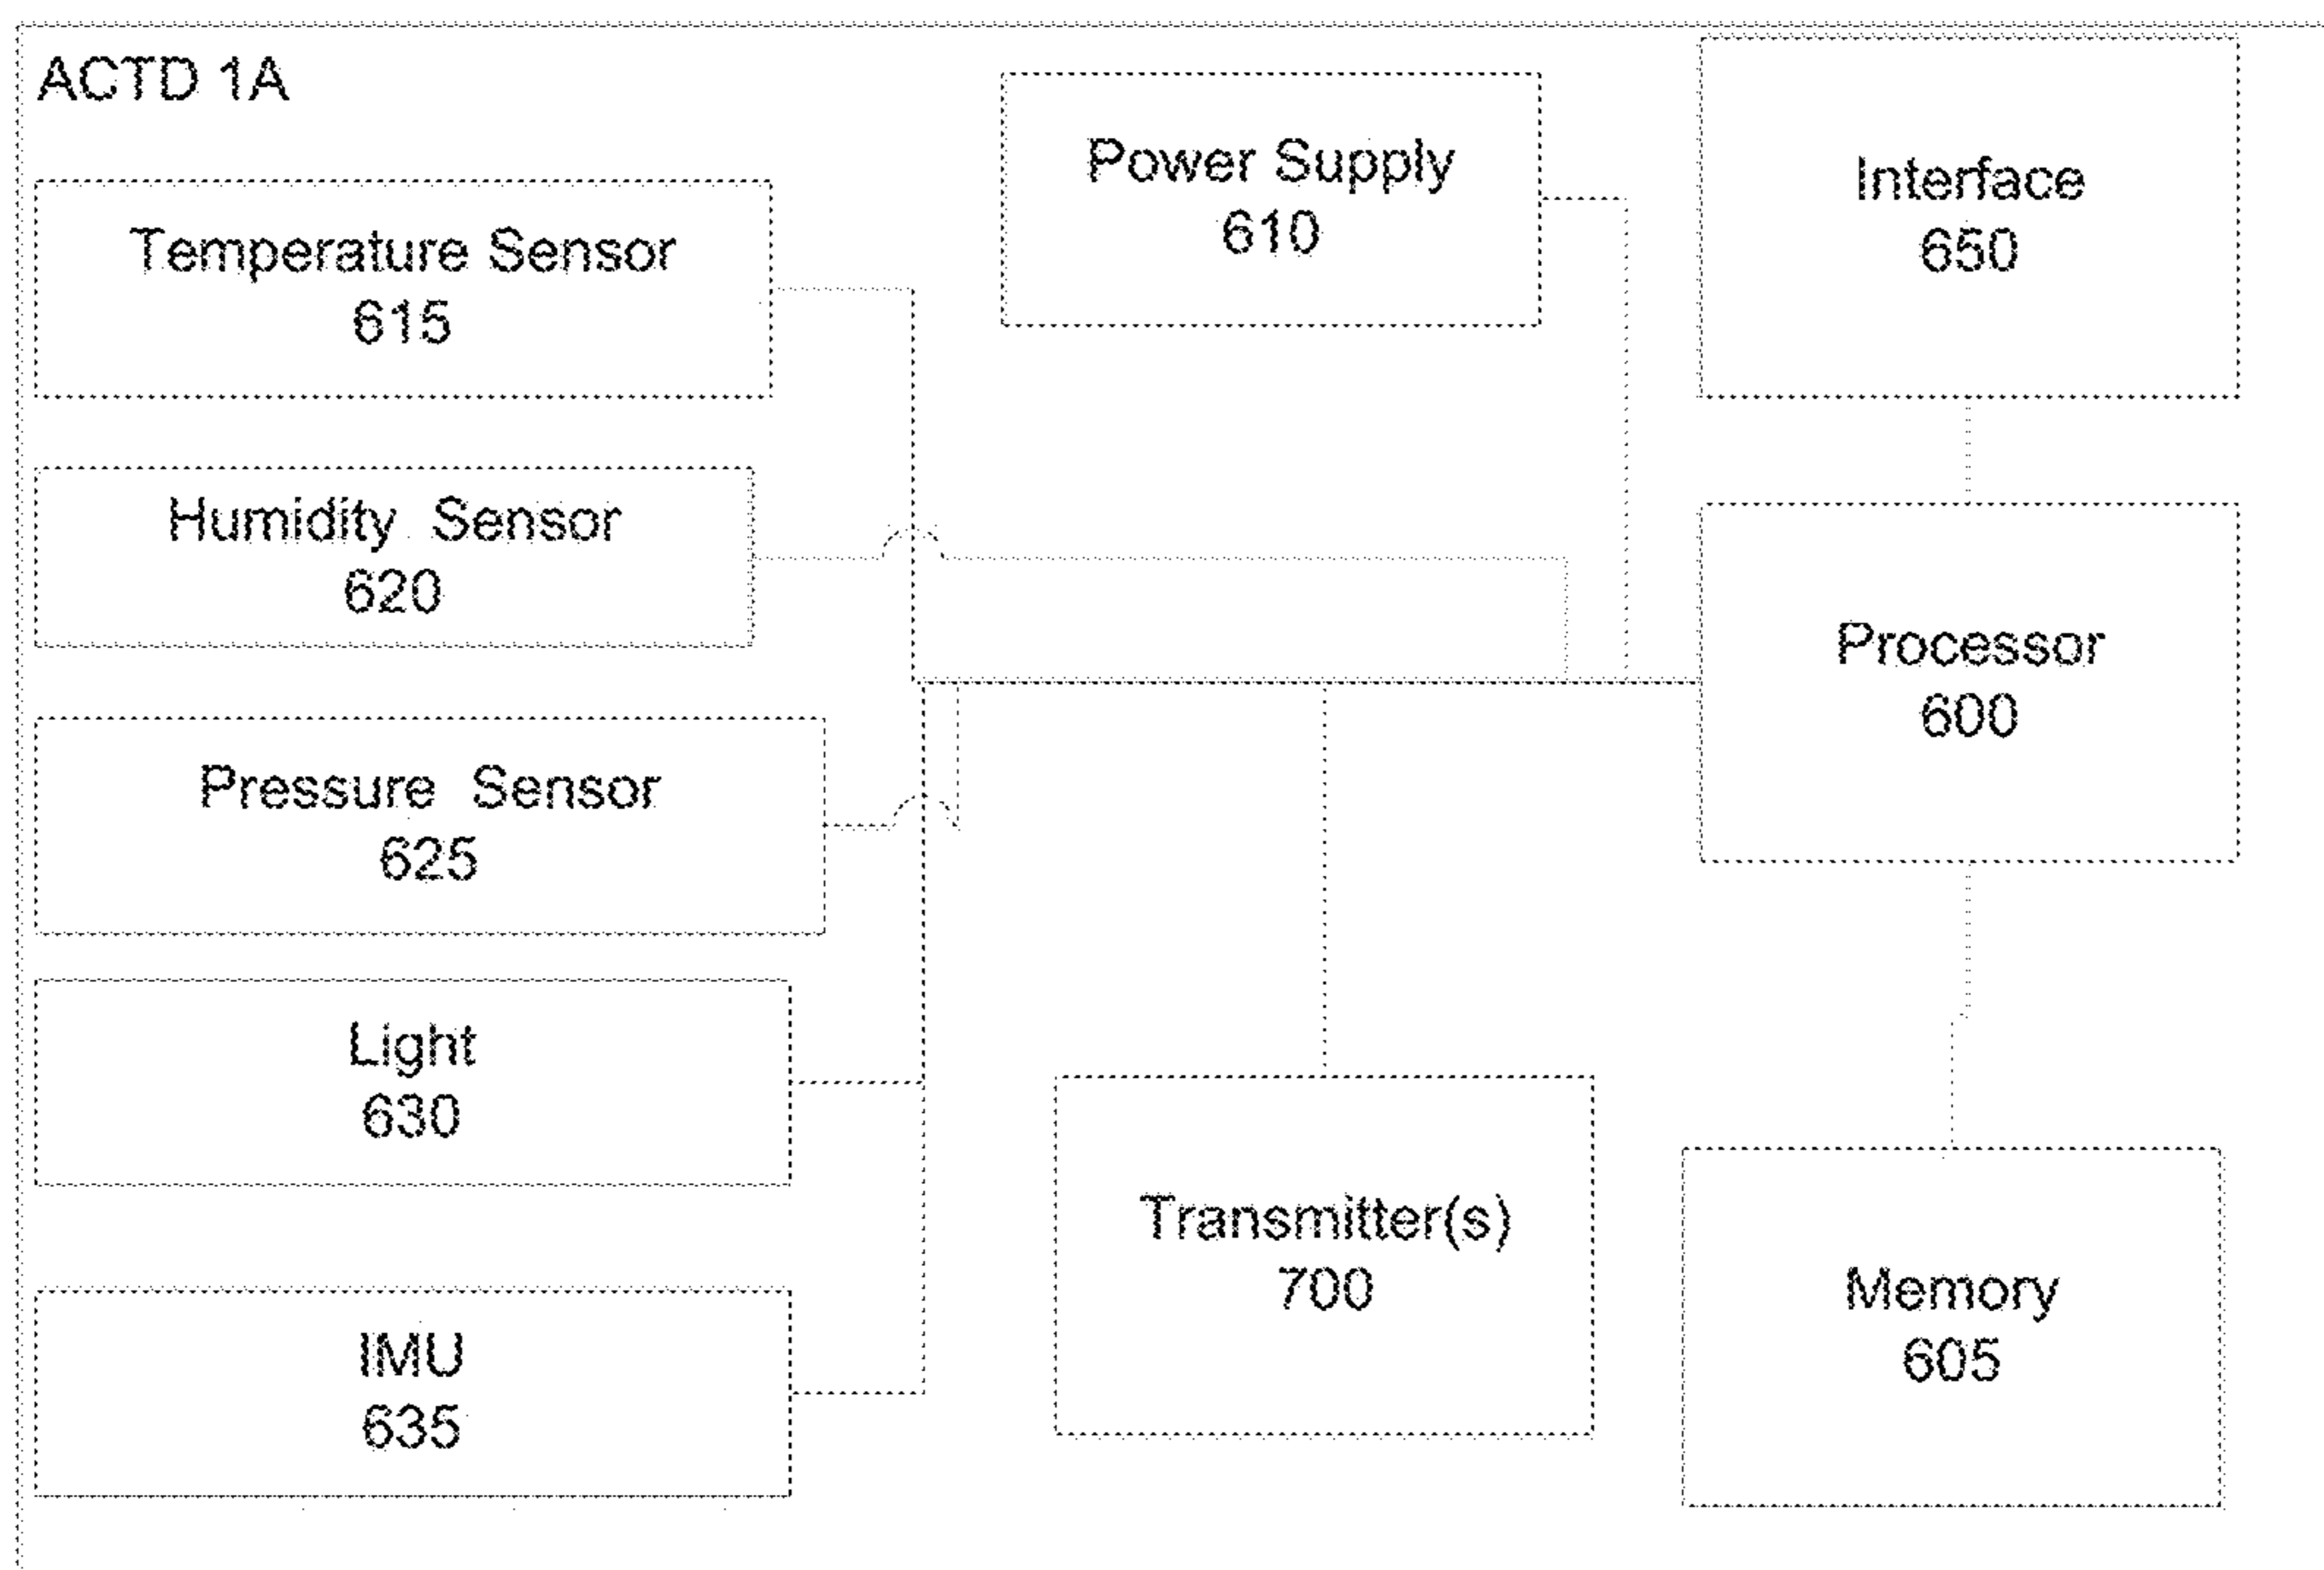 ACTD 1A
Temperature Sensor
615
Humidity Sensor
620
Pressure Sensor
625
Light
630
IMU
635
Power Supply
610
Transmitter(s)
700
Interface
650
Processor
600
Memory
605